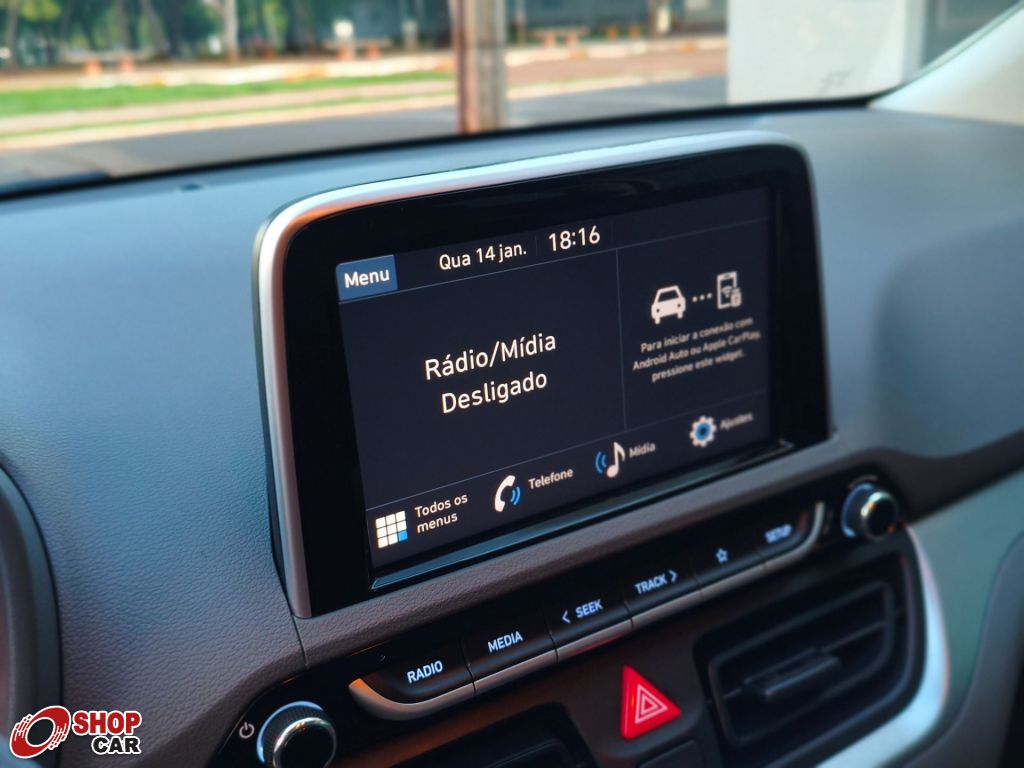 Menu
Qua 14 jan. 18:16
Rádio/Mídia
Desligado
Para iniciar a conexão com
Android Auto ou Apple CarPlay,
pressione este widget.
Todos os
menus
Telefone
Mídia
Ajustes
RADIO
MEDIA
< SEEK
TRACK >
SETUP
SHOP
CAR